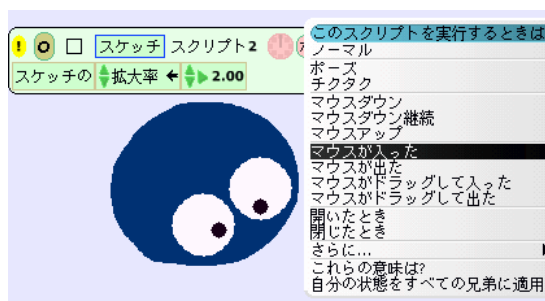 ! スケッチ スクリプト2
スケッチの 拡大率 ← 2.00
このスクリプトを実行するときは
ノーマル
ポーズ
チクタク
マウスダウン
マウスダウン継続
マウスアップ
マウスが入った
マウスが出た
マウスがドラッグして入った
マウスがドラッグして出た
開いたとき
閉じたとき
さらに...
これらの意味は?
自分の状態をすべての兄弟に適用